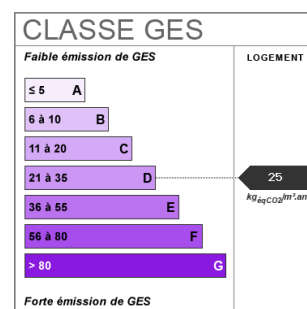 CLASSE GES
Faible émission de GES
LOGEMENT
≤ 5 A
6 à 10 B
11 à 20 C
21 à 35 D
25
kgéqCO2/m².an
36 à 55 E
56 à 80 F
> 80 G
Forte émission de GES